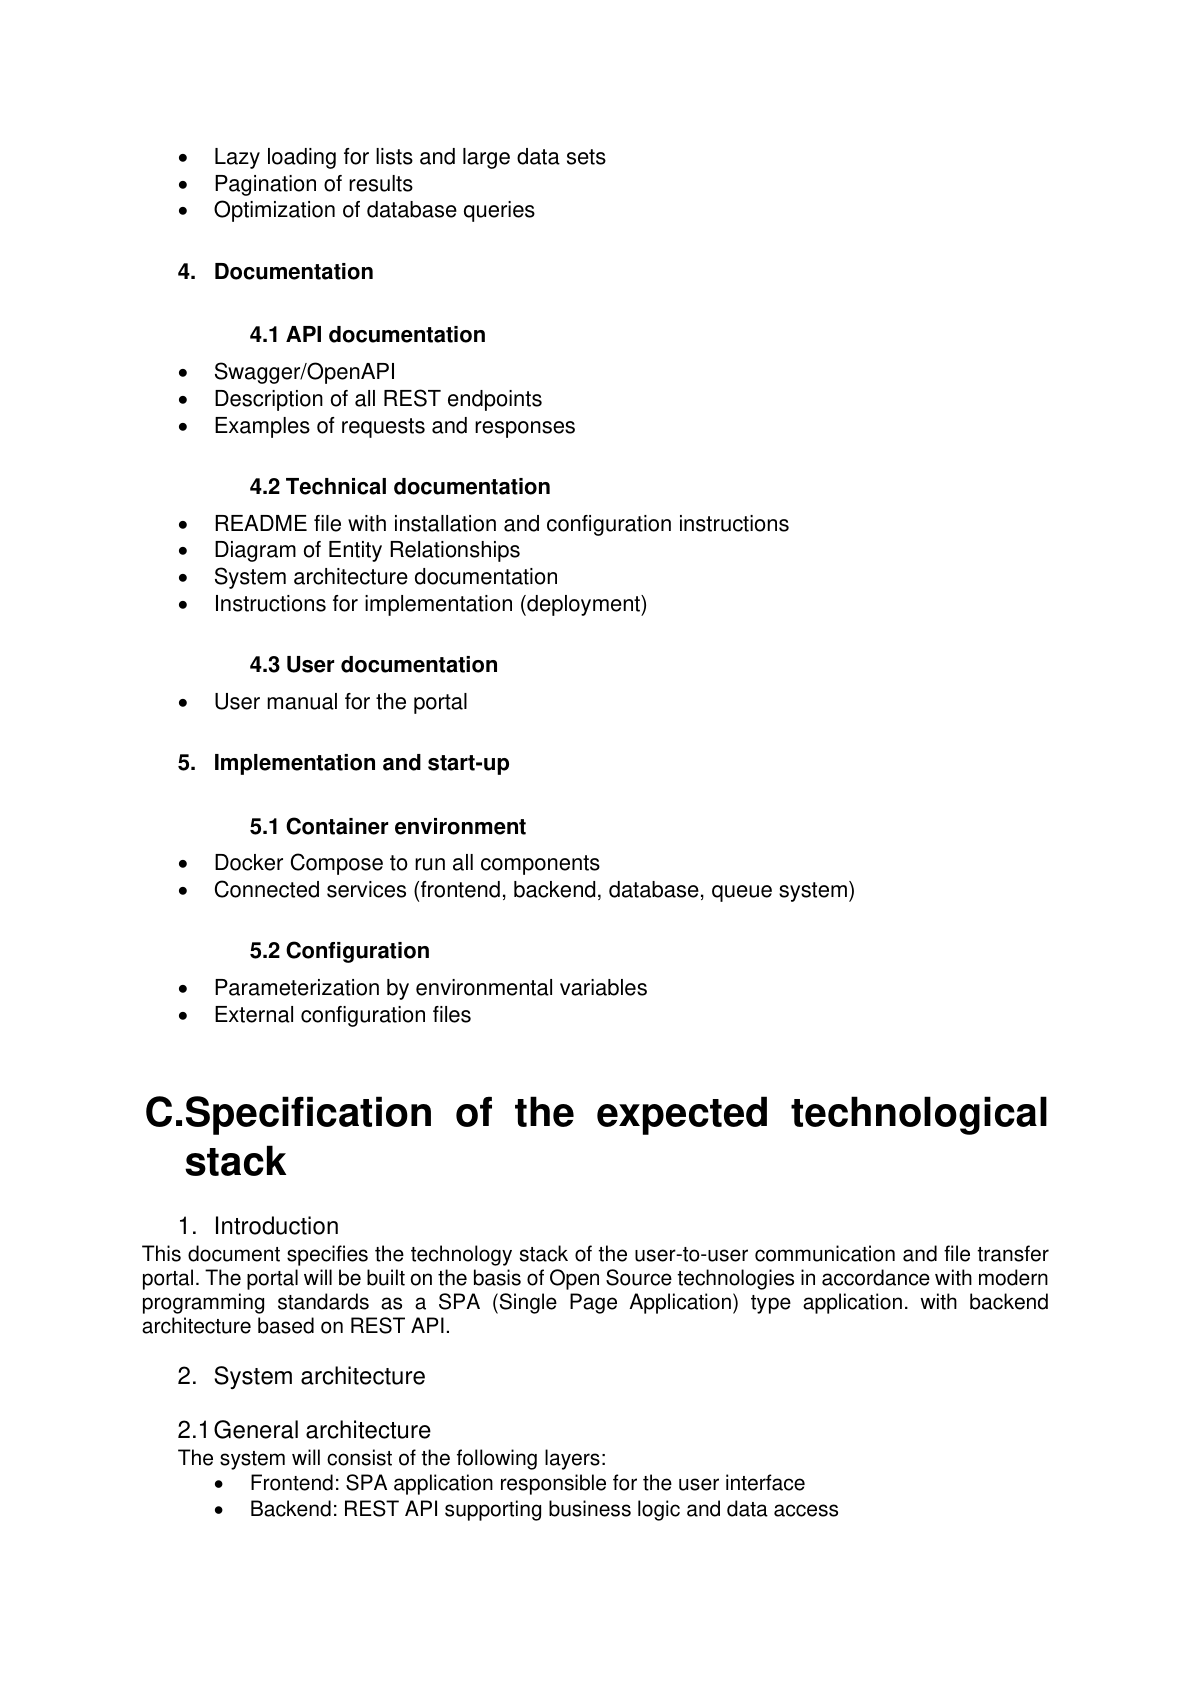 • Lazy loading for lists and large data sets
• Pagination of results
• Optimization of database queries
4. Documentation
4.1 API documentation
• Swagger/OpenAPI
• Description of all REST endpoints
• Examples of requests and responses
4.2 Technical documentation
• README file with installation and configuration instructions
• Diagram of Entity Relationships
• System architecture documentation
• Instructions for implementation (deployment)
4.3 User documentation
• User manual for the portal
5. Implementation and start-up
5.1 Container environment
• Docker Compose to run all components
• Connected services (frontend, backend, database, queue system)
5.2 Configuration
• Parameterization by environmental variables
• External configuration files
C.Specification of the expected technological
stack
1. Introduction
This document specifies the technology stack of the user-to-user communication and file transfer
portal. The portal will be built on the basis of Open Source technologies in accordance with modern
programming standards as a SPA (Single Page Application) type application. with backend
architecture based on REST API.
2. System architecture
2.1 General architecture
The system will consist of the following layers:
• Frontend: SPA application responsible for the user interface
• Backend: REST API supporting business logic and data access